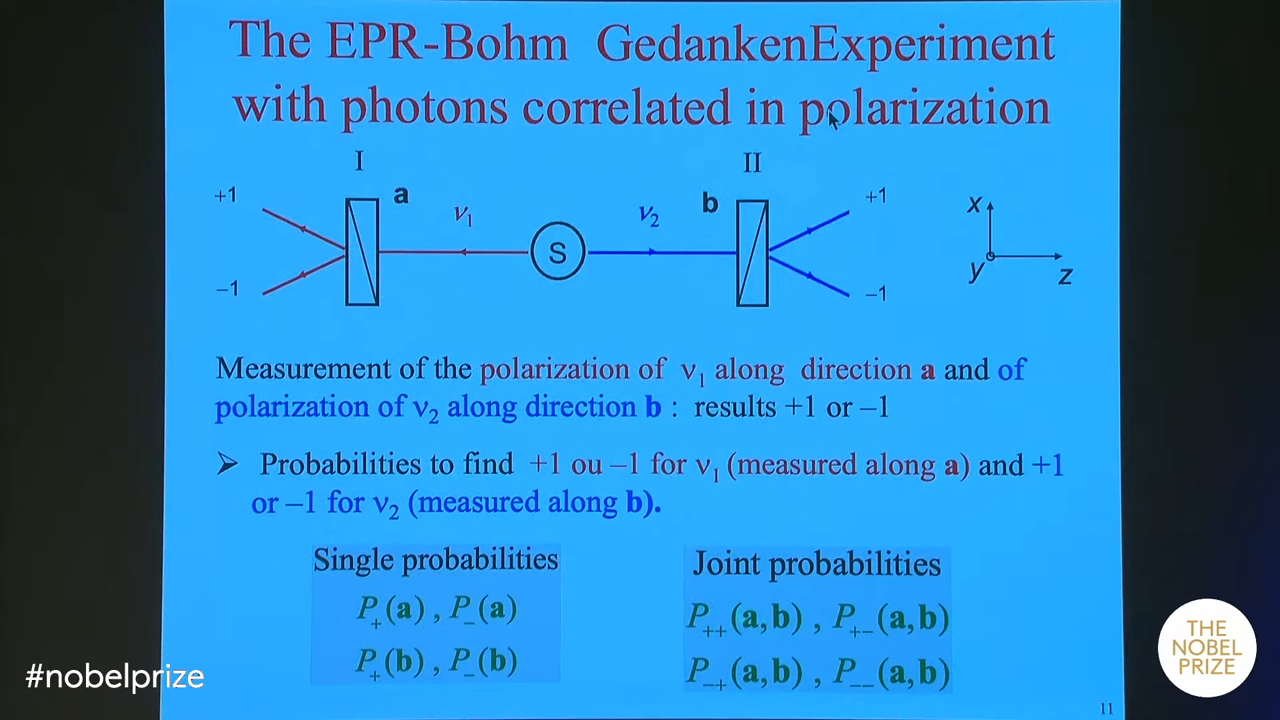 The EPR-Bohm GedankenExperiment
with photons correlated in polarization
I
II
+1
a
ν1
S
ν2
b
+1
x
y
z
−1
−1
Measurement of the polarization of ν1 along direction a and of
polarization of ν2 along direction b : results +1 or −1
➢ Probabilities to find +1 ou −1 for ν1 (measured along a) and +1
or −1 for ν2 (measured along b).
Single probabilities
P+(a) , P−(a)
P+(b) , P−(b)
Joint probabilities
P++(a,b) , P+−(a,b)
P−+(a,b) , P−−(a,b)
11
#nobelprize
THE
NOBEL
PRIZE